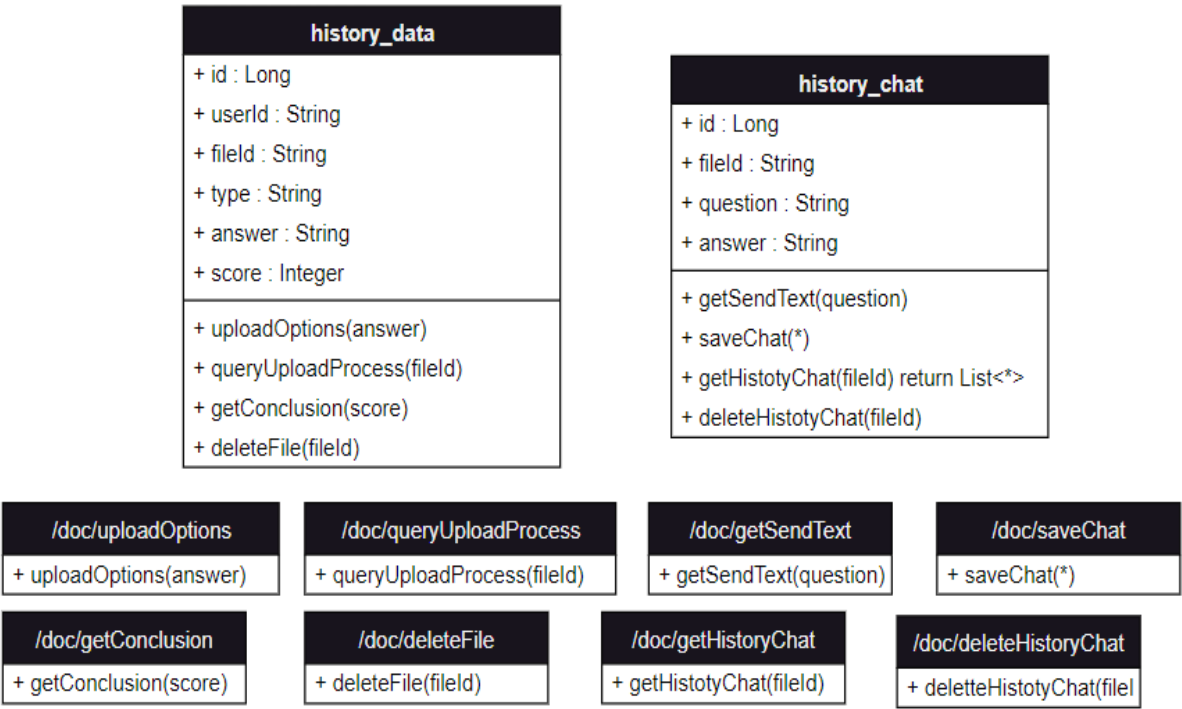 history_data
+ id : Long
+ userId : String
+ fileId : String
+ type : String
+ answer : String
+ score : Integer
+ uploadOptions(answer)
+ queryUploadProcess(fileId)
+ getConclusion(score)
+ deleteFile(fileId)
history_chat
+ id : Long
+ fileId : String
+ question : String
+ answer : String
+ getSendText(question)
+ saveChat(*)
+ getHistotyChat(fileId) return List<*>
+ deleteHistotyChat(fileId)
/doc/uploadOptions
+ uploadOptions(answer)
/doc/queryUploadProcess
+ queryUploadProcess(fileId)
/doc/getSendText
+ getSendText(question)
/doc/saveChat
+ saveChat(*)
/doc/getConclusion
+ getConclusion(score)
/doc/deleteFile
+ deleteFile(fileId)
/doc/getHistoryChat
+ getHistotyChat(fileId)
/doc/deleteHistoryChat
+ deletteHistotyChat(fileI